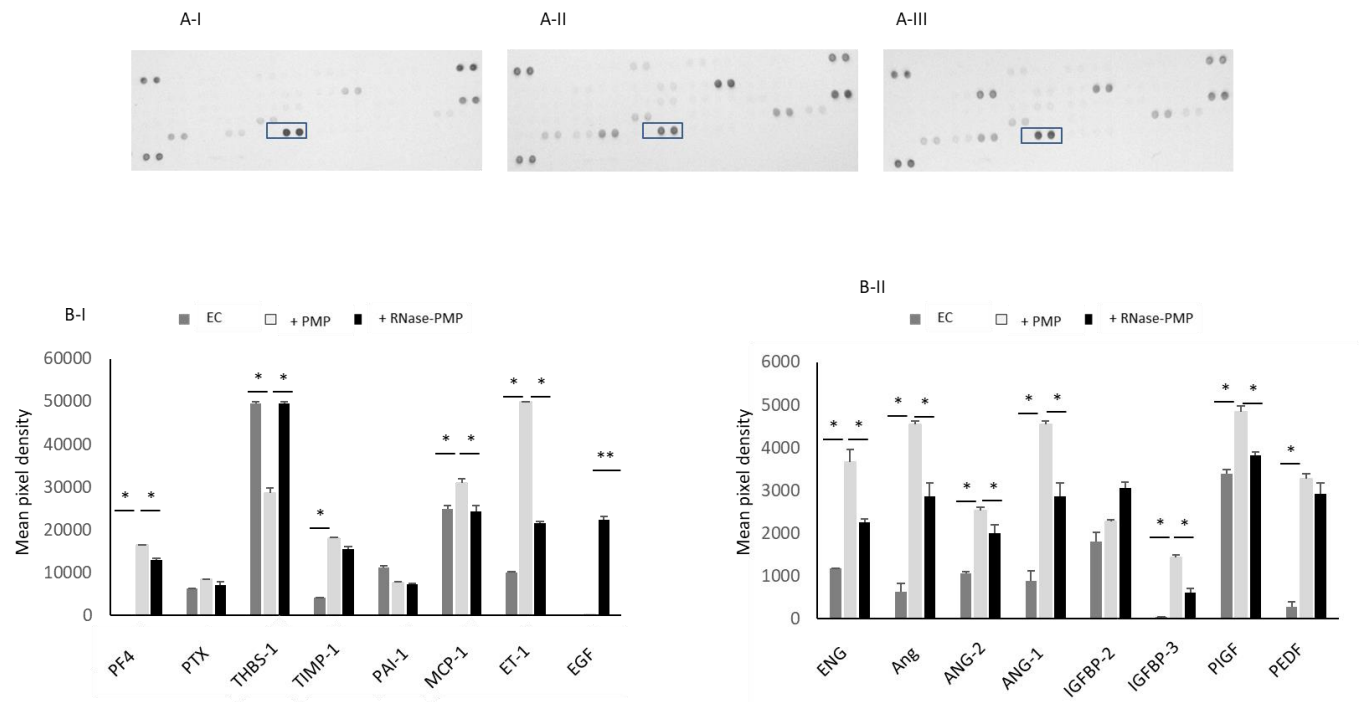 A-I
A-II
A-III
B-I
EC
+ PMP
+ RNase-PMP
Mean pixel density
60000
50000
40000
30000
20000
10000
0
* * * * * * * * * **
PF4
PTX
THBS-1
TIMP-1
PAI-1
MCP-1
ET-1
EGF
B-II
EC
+ PMP
+ RNase-PMP
Mean pixel density
6000
5000
4000
3000
2000
1000
0
* * * * * * * * * * * * *
ENG
Ang
ANG-2
ANG-1
IGFBP-2
IGFBP-3
PIGF
PEDF